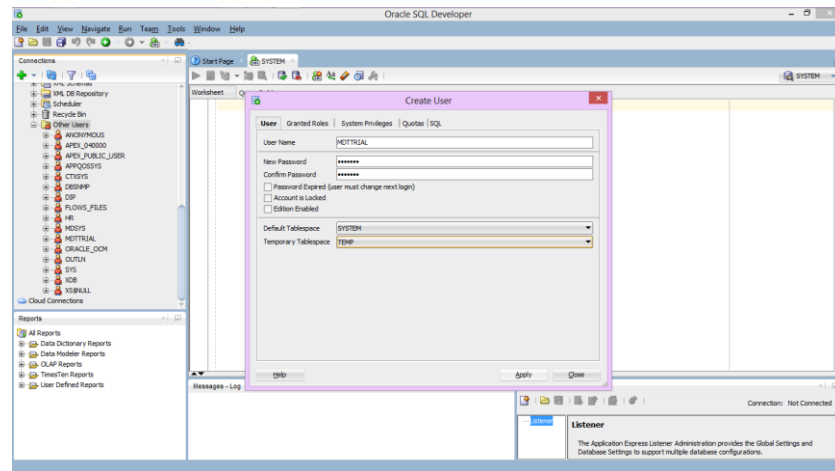 Oracle SQL Developer
File Edit View Navigate Run Team Tools Window Help
Connections
Start Page
SYSTEM
SYSTEM
XML DB Repository
Scheduler
Recycle Bin
Other Users
ANONYMOUS
APEX_040000
APEX_PUBLIC_USER
APPQOSSYS
CTXSYS
DBSNMP
DIP
FLOWS_FILES
HR
MDSYS
MDTTRIAL
ORACLE_OCM
OUTLN
SYS
XDB
XS$NULL
Cloud Connections
Worksheet
Create User
User Granted Roles System Privileges Quotas SQL
User Name MDTTRIAL
New Password •••••••
Confirm Password •••••••
Password Expired (user must change next login)
Account is Locked
Edition Enabled
Default Tablespace SYSTEM
Temporary Tablespace TEMP
Help Apply Close
Reports
All Reports
Data Dictionary Reports
Data Modeler Reports
OLAP Reports
TimesTen Reports
User Defined Reports
Messages - Log
Connection: Not Connected
Listener
Listener
The Application Express Listener Administration provides the Global Settings and
Database Settings to support multiple database configurations.